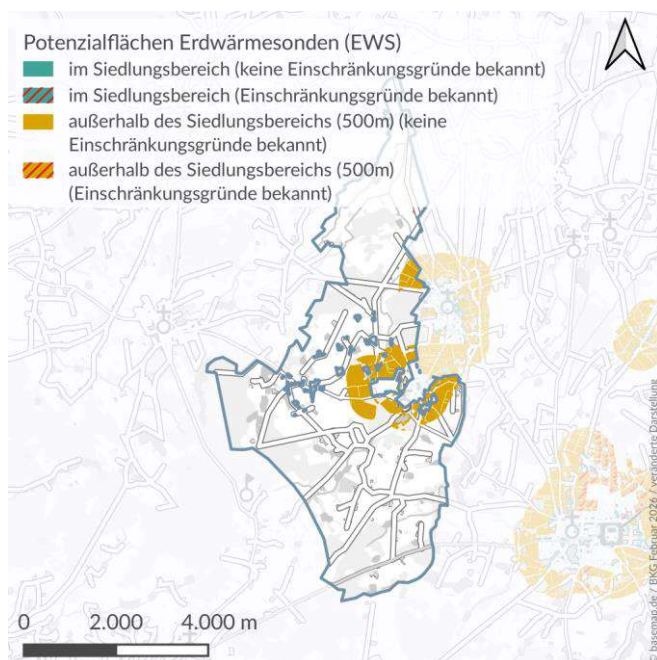 Potenzialflächen Erdwärmesonden (EWS)
im Siedlungsbereich (keine Einschränkungsgründe bekannt)
im Siedlungsbereich (Einschränkungsgründe bekannt)
außerhalb des Siedlungsbereichs (500m) (keine
Einschränkungsgründe bekannt)
außerhalb des Siedlungsbereichs (500m)
(Einschränkungsgründe bekannt)
0 2.000 4.000 m
© basemap.de / BKG Februar 2026 / veränderte Darstellung